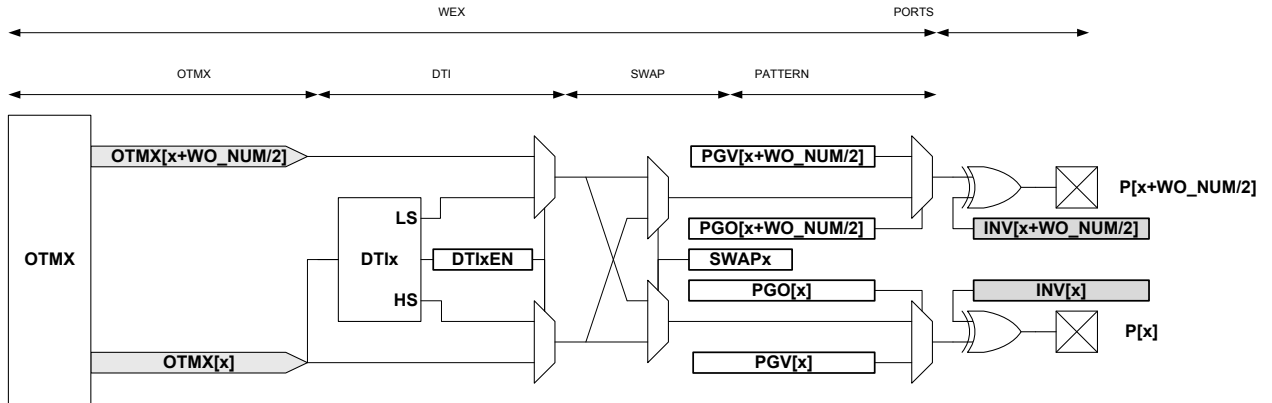 WEX PORTS
OTMX DTI SWAP PATTERN
OTMX[x+WO_NUM/2] PGV[x+WO_NUM/2]
P[x+WO_NUM/2]
LS
PGO[x+WO_NUM/2] INV[x+WO_NUM/2]
OTMX DTIx DTIxEN SWAPx
HS PGO[x] INV[x]
P[x]
OTMX[x] PGV[x]